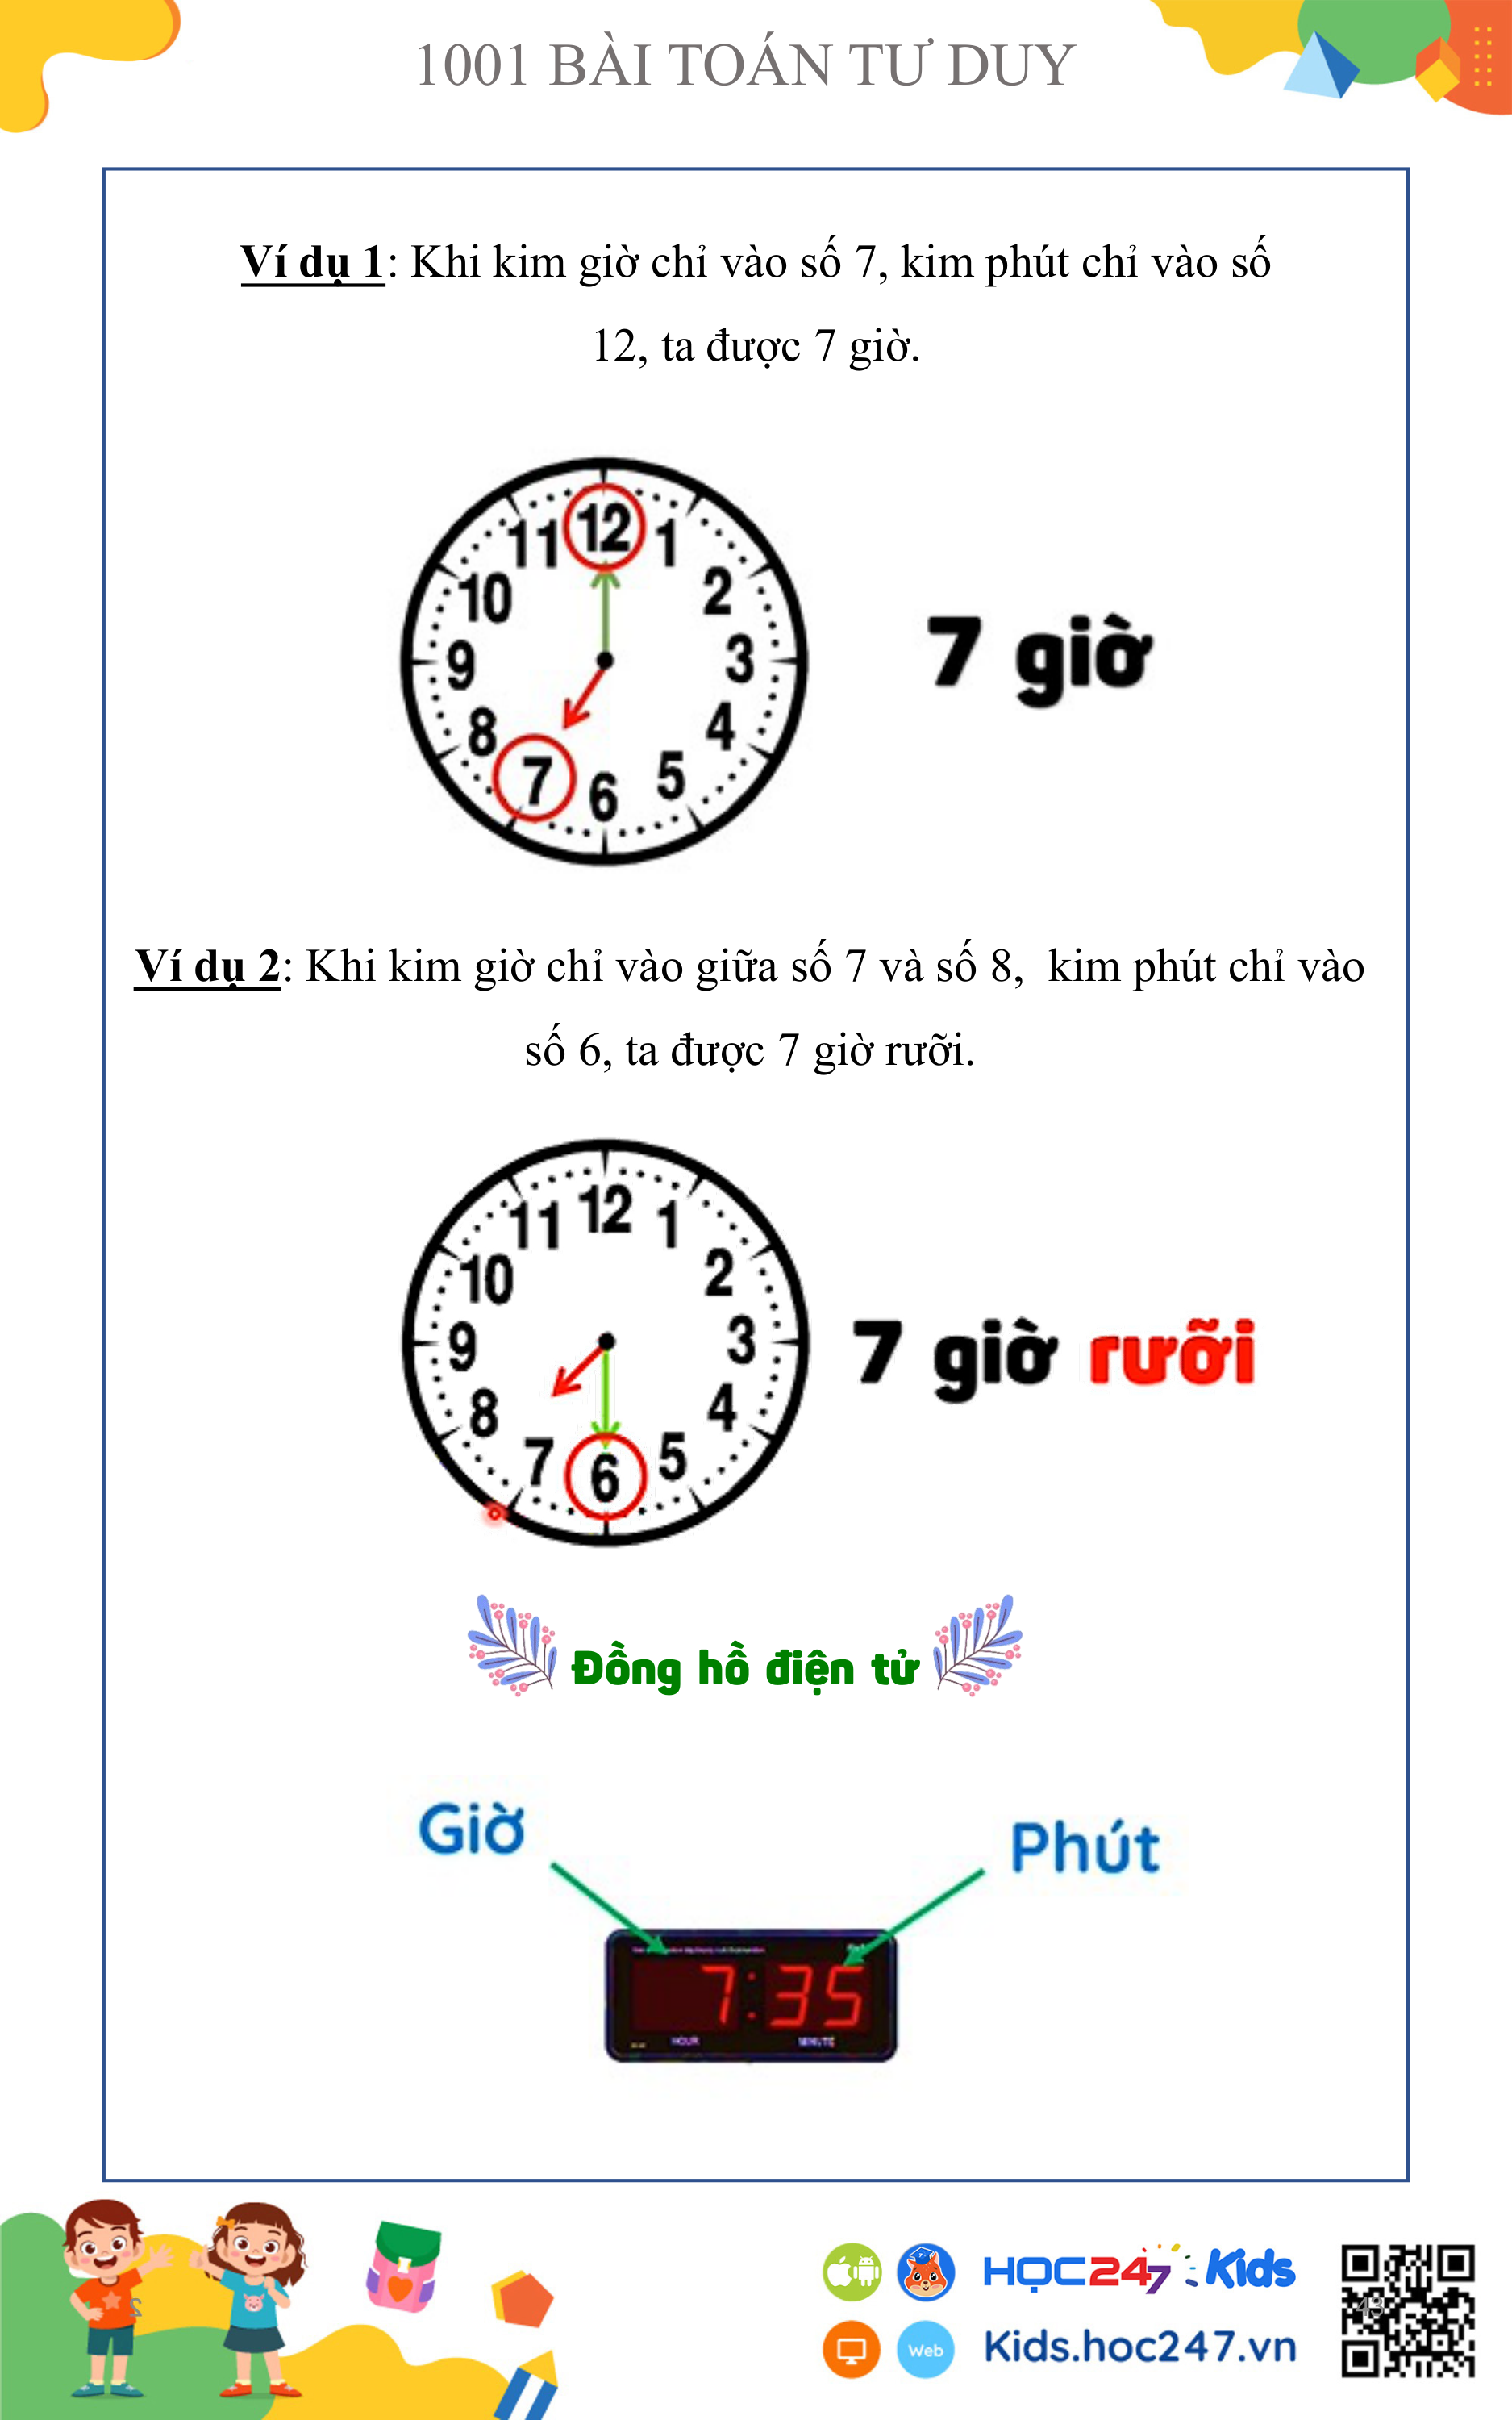 1001 BÀI TOÁN TƯ DUY
Ví dụ 1: Khi kim giờ chỉ vào số 7, kim phút chỉ vào số
12, ta được 7 giờ.
11 12 1
10 2
9 3
8 4
7 6 5
7 giờ
Ví dụ 2: Khi kim giờ chỉ vào giữa số 7 và số 8, kim phút chỉ vào
số 6, ta được 7 giờ rưỡi.
11 12 1
10 2
9 3
8 4
7 6 5
7 giờ rưỡi
Đồng hồ điện tử
Giờ
Phút
7:35
HOUR MINUTE
HỌC247 Kids
Web
Kids.hoc247.vn
43
2